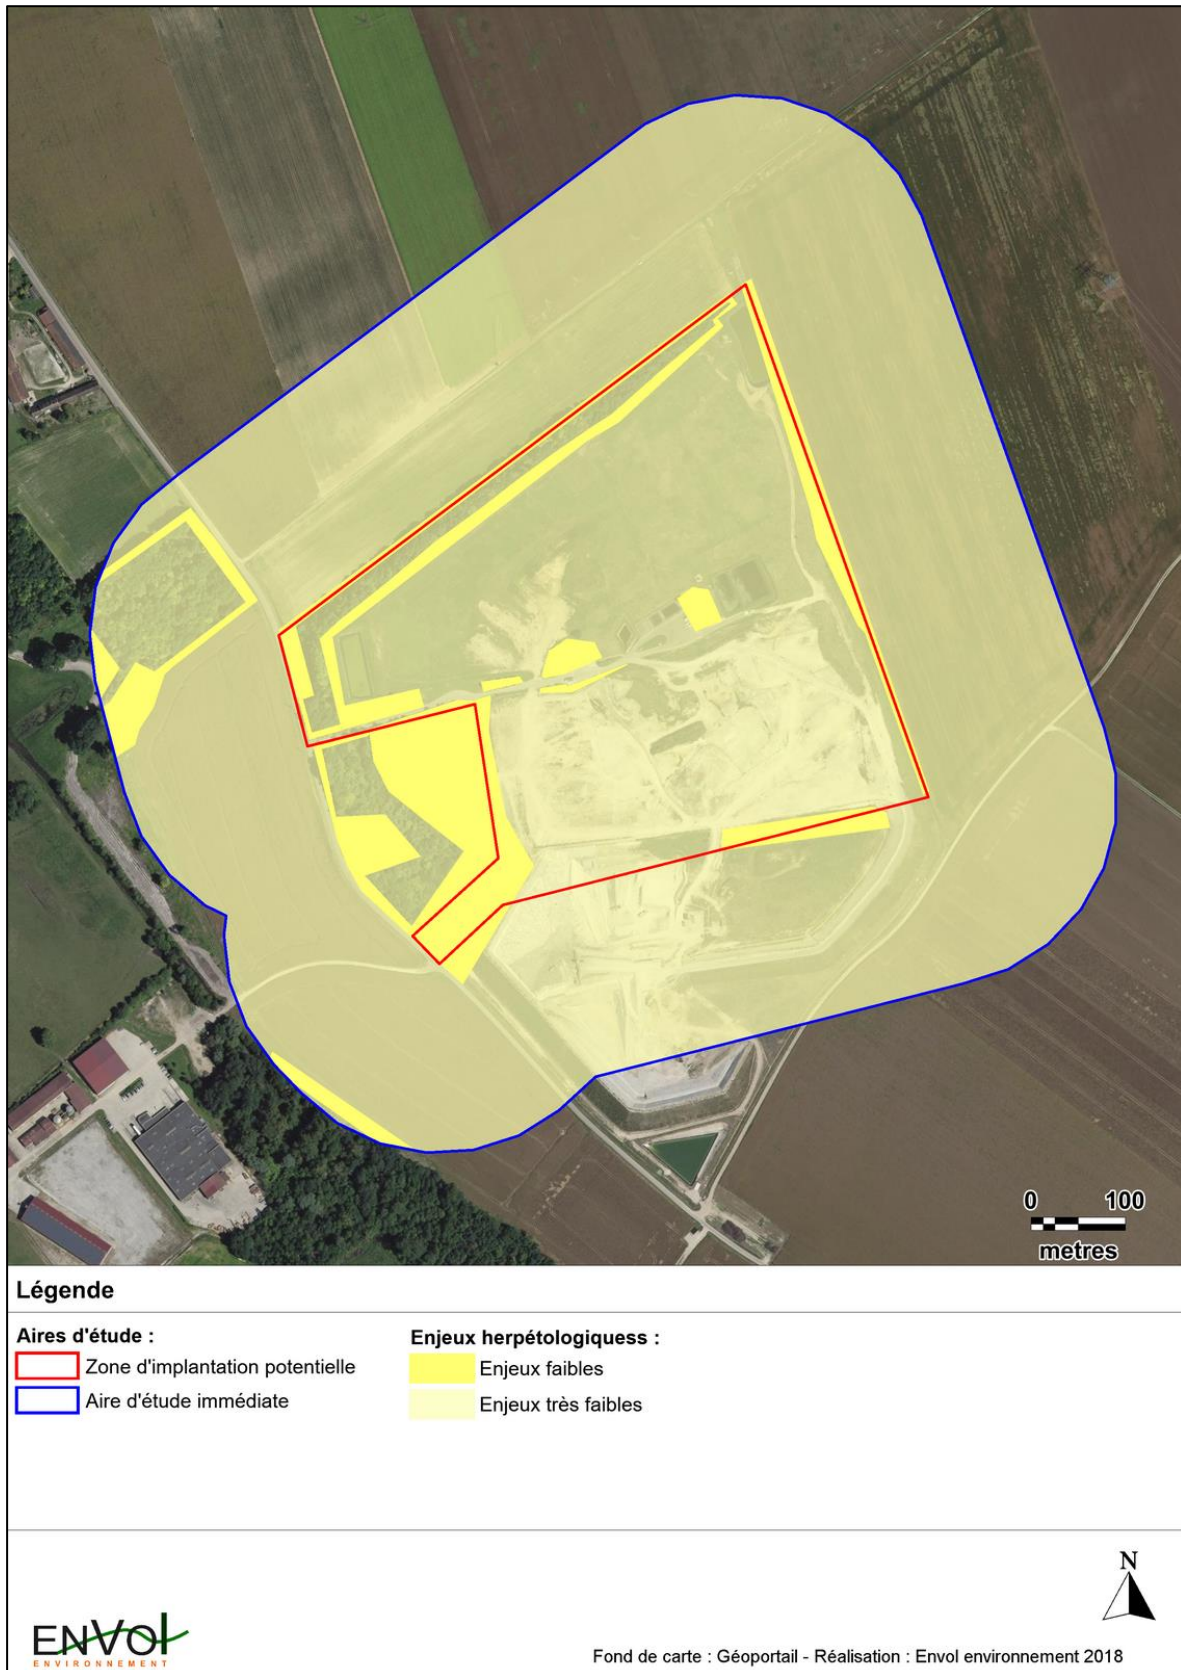 0 100
metres
Légende
Aires d'étude :
Zone d'implantation potentielle
Aire d'étude immédiate
Enjeux herpétologiquess :
Enjeux faibles
Enjeux très faibles
N
ENVOl
ENVIRONNEMENT
Fond de carte : Géoportail - Réalisation : Envol environnement 2018